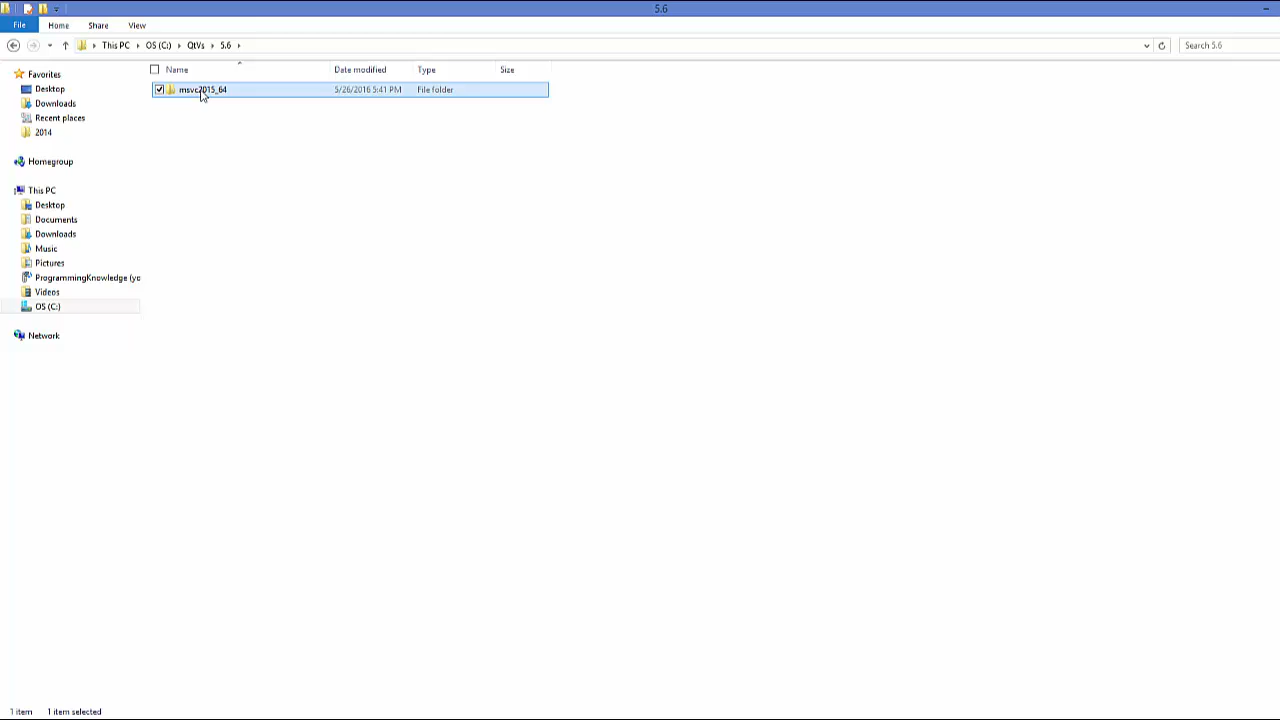 5.6
File Home Share View
This PC OS (C:) QtVs 5.6 Search 5.6
Name Date modified Type Size
msvc2015_64 5/26/2016 5:41 PM File folder
Favorites
Desktop
Downloads
Recent places
2014
Homegroup
This PC
Desktop
Documents
Downloads
Music
Pictures
ProgrammingKnowledge (yo
Videos
OS (C:)
Network
1 item 1 item selected